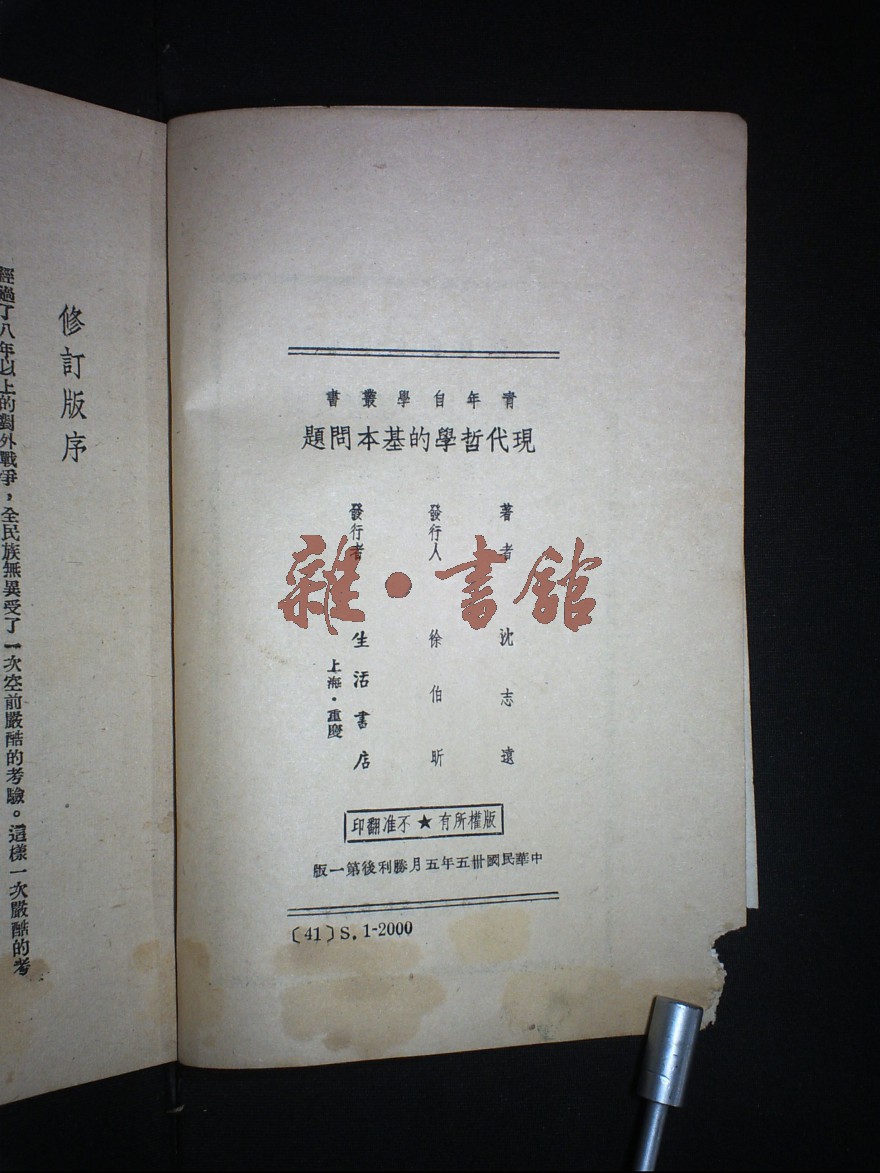 青年自學叢書
現代哲學的基本問題
著者 沈志遠
發行人 徐伯昕
發行者 生活書店
上海·重慶
版權所有★不准翻印
中華民國卅五年五月勝利後第一版
〔41〕S.1-2000
雜·書館
修訂版序
經過了八年以上的對外戰爭，全民族無異受了一次空前嚴酷的考驗。這樣一次嚴酷的考